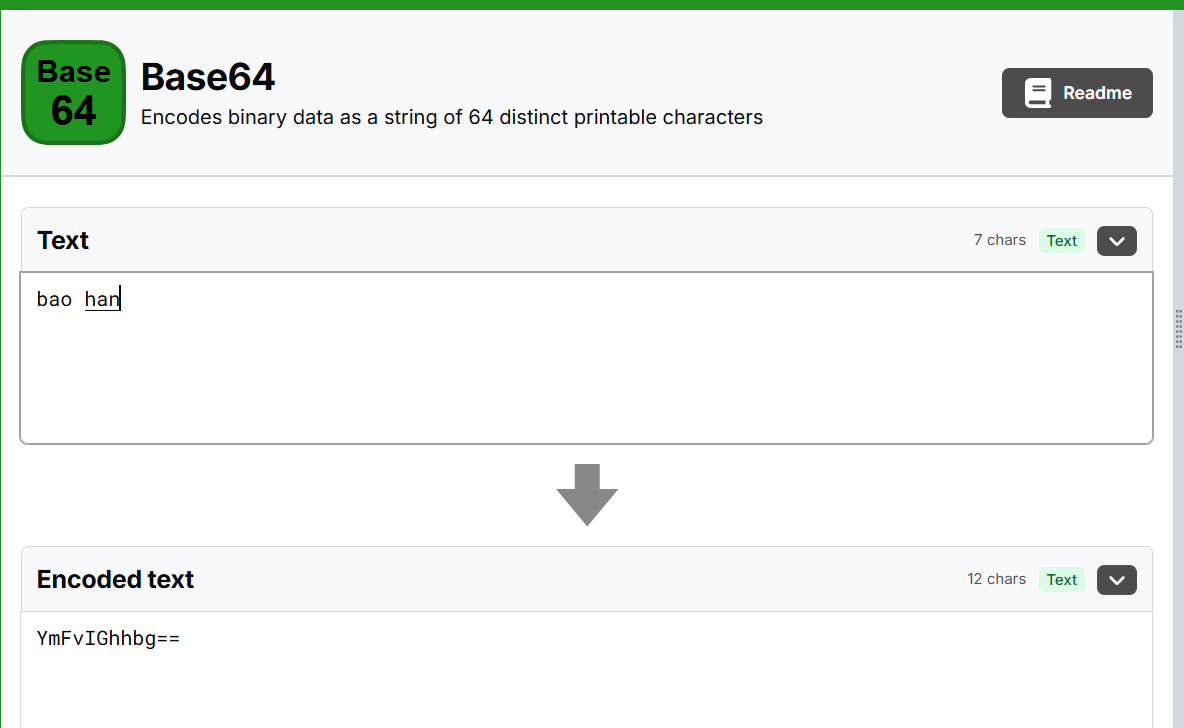 Base
64
Base64
Encodes binary data as a string of 64 distinct printable characters
Readme
Text
7 chars
Text
bao han
Encoded text
12 chars
Text
YmFvIGhhbg==